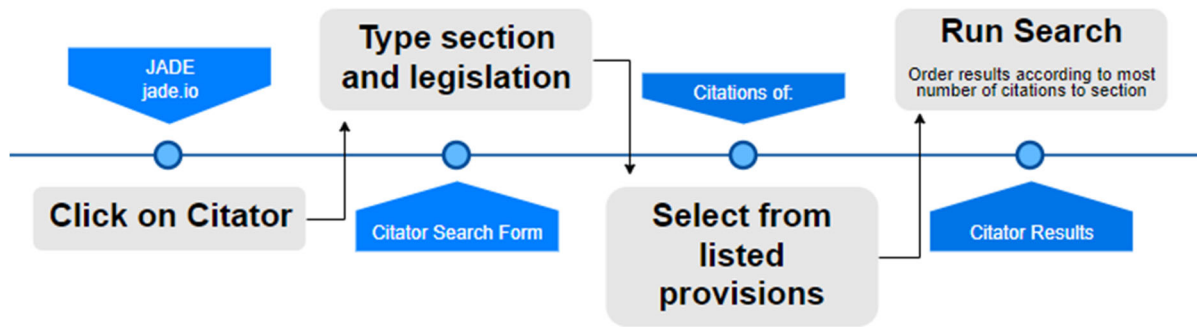 JADE
jade.io
Click on Citator
Type section
and legislation
Citator Search Form
Citations of:
Select from
listed
provisions
Run Search
Order results according to most
number of citations to section
Citator Results